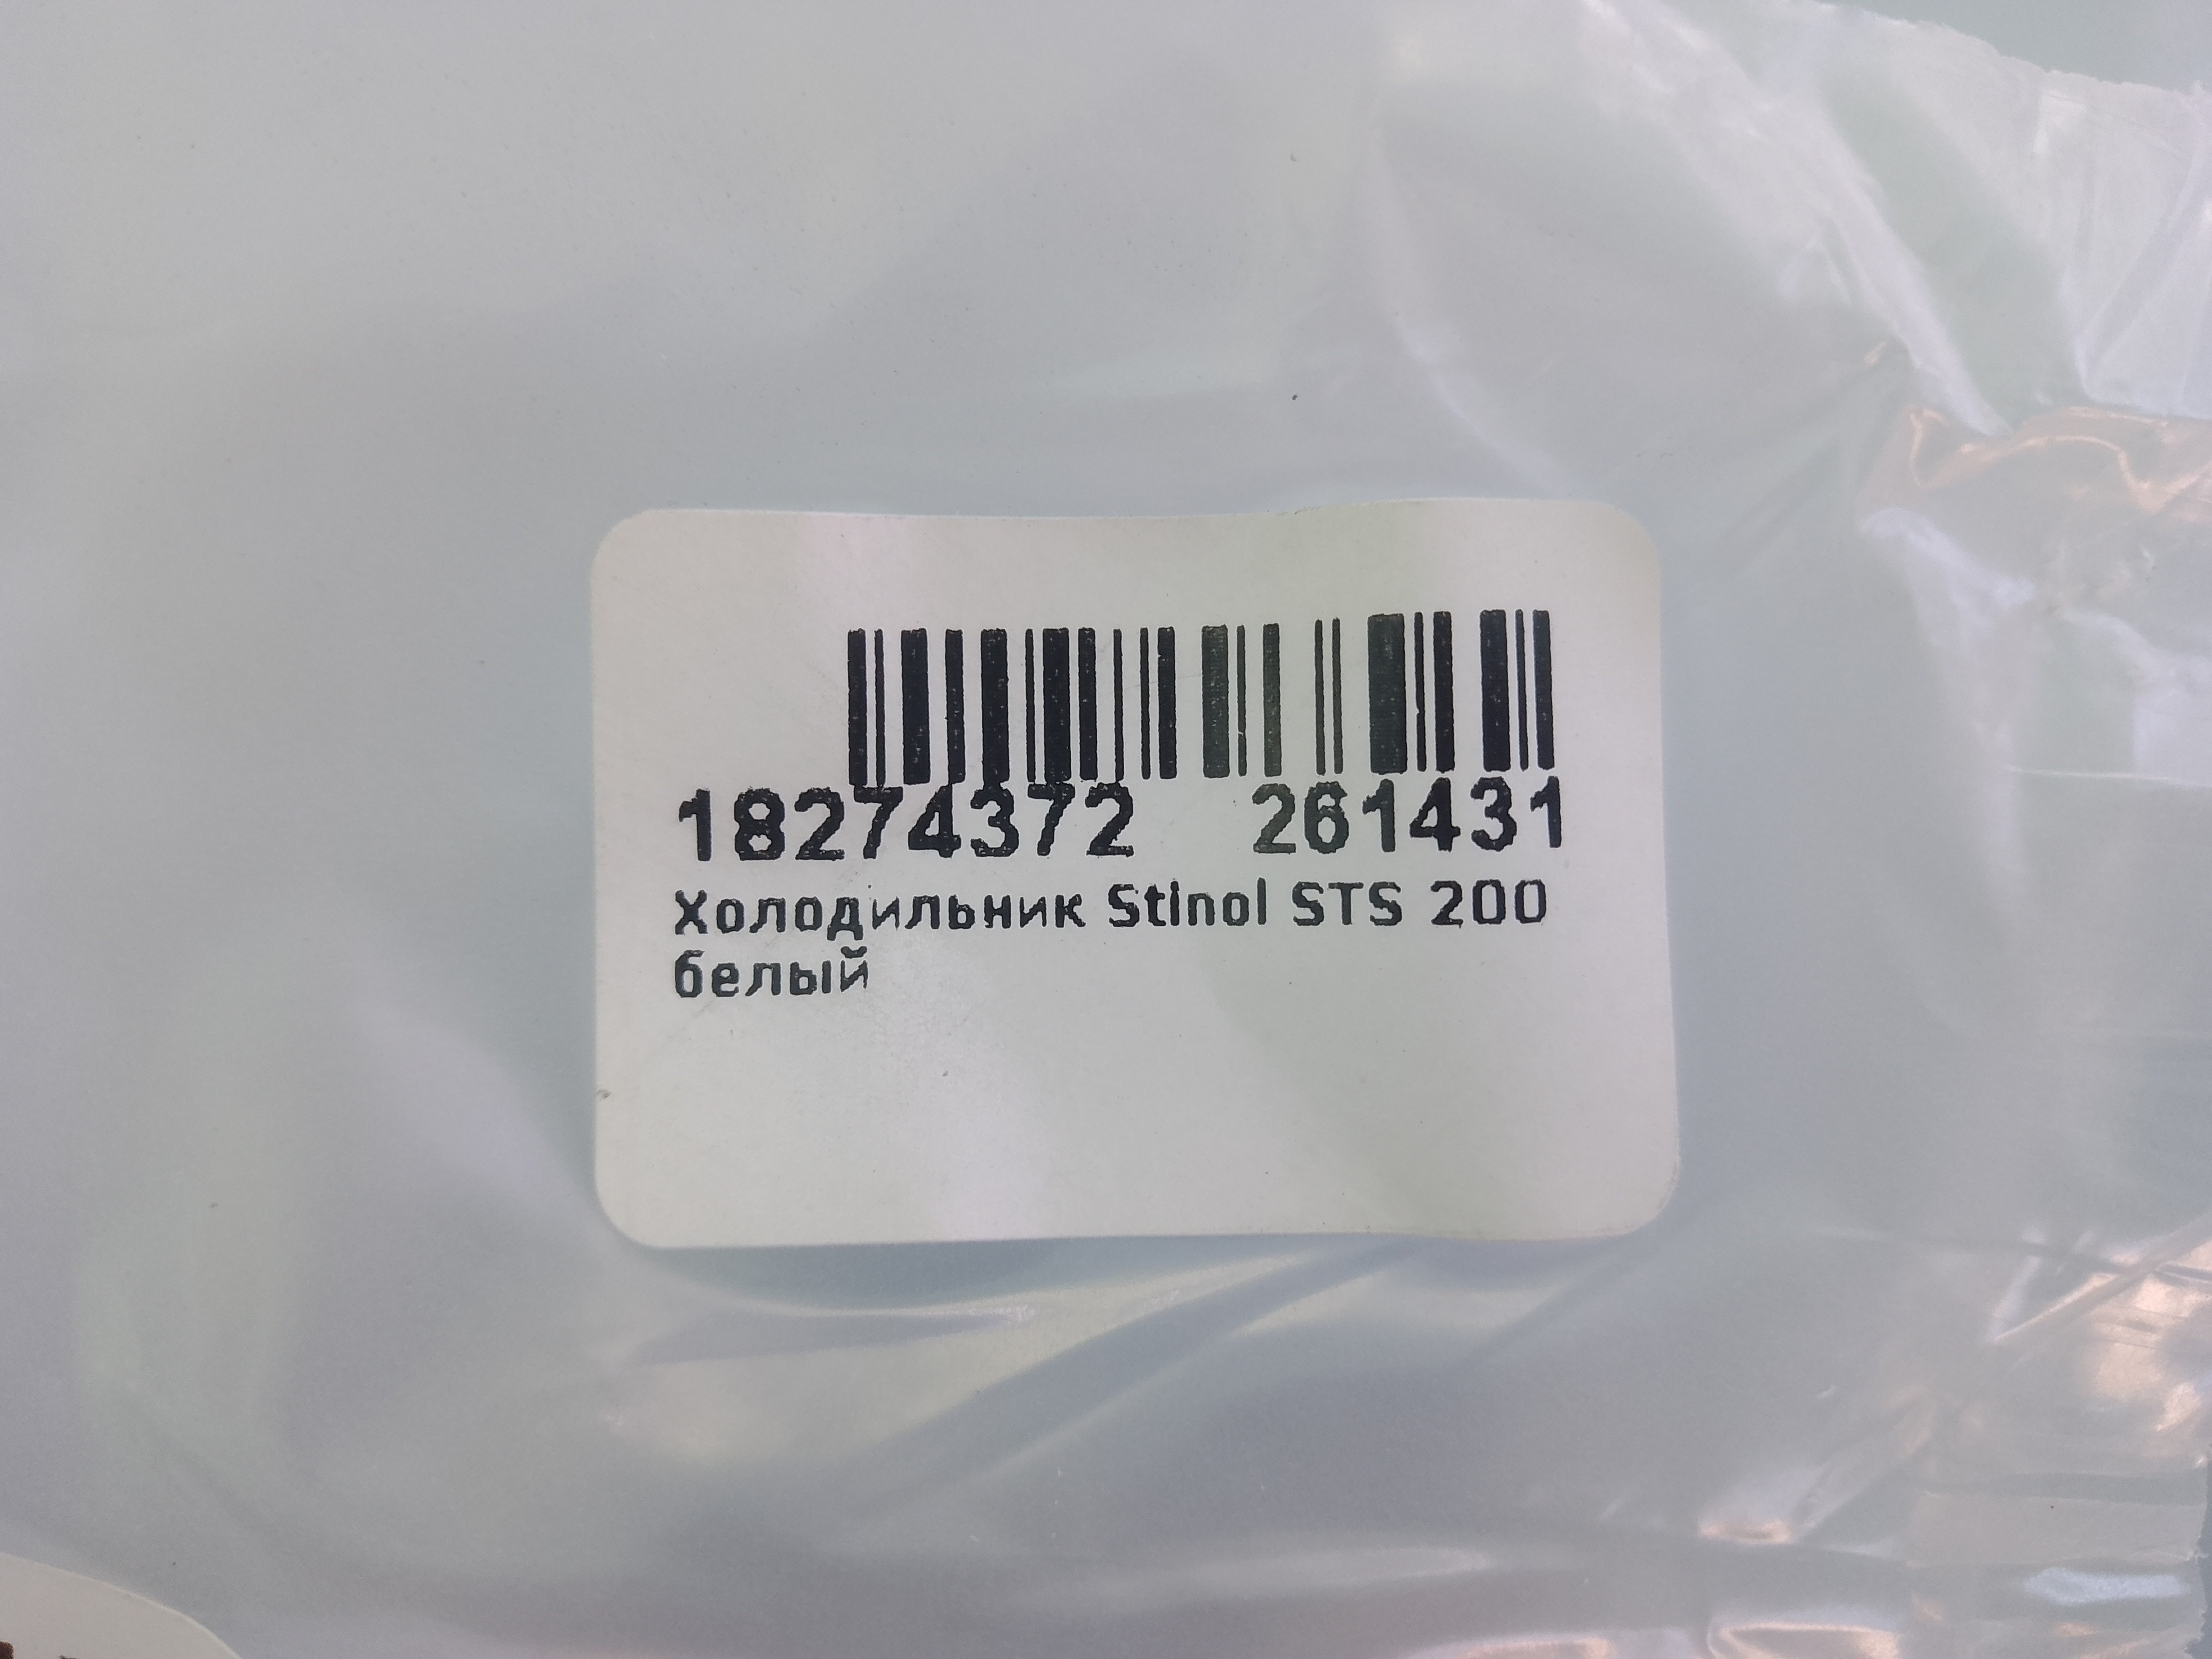 18274372 261431
Холодильник Stinol STS 200
белый